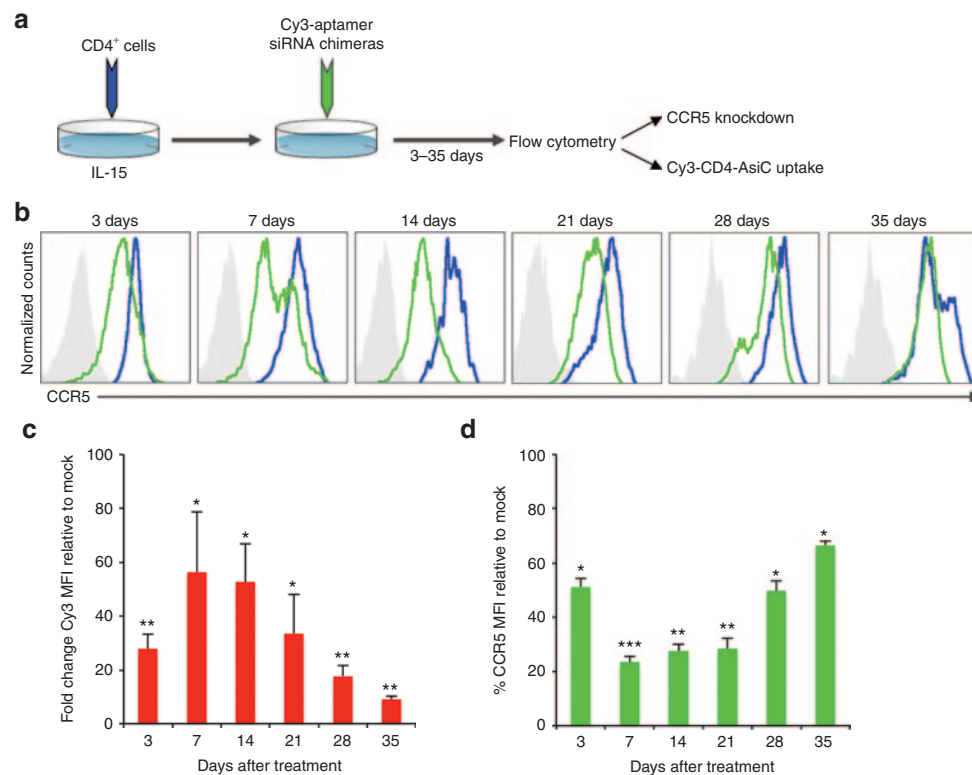 a
CD4+ cells
Cy3-aptamer
siRNA chimeras
IL-15
3–35 days
Flow cytometry
CCR5 knockdown
Cy3-CD4-AsiC uptake
b
3 days
7 days
14 days
21 days
28 days
35 days
Normalized counts
CCR5
c
Fold change Cy3 MFI relative to mock
100
80
60
40
20
0
**
*
*
*
**
**
3
7
14
21
28
35
Days after treatment
d
% CCR5 MFI relative to mock
100
80
60
40
20
0
*
***
**
**
*
*
3
7
14
21
28
35
Days after treatment